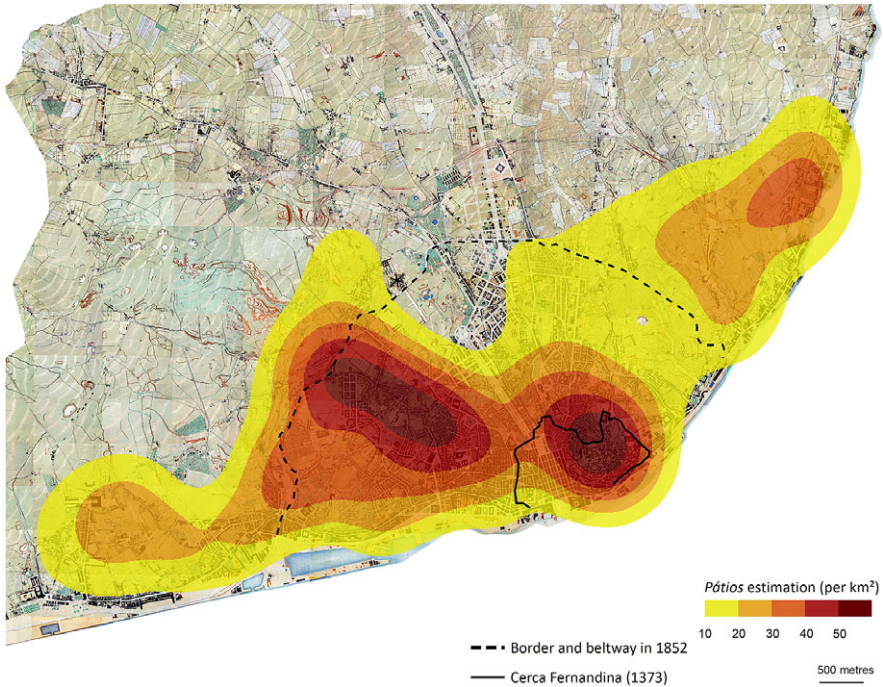 Pátios estimation (per km²)
10 20 30 40 50
Border and beltway in 1852
500 metres
Cerca Fernandina (1373)